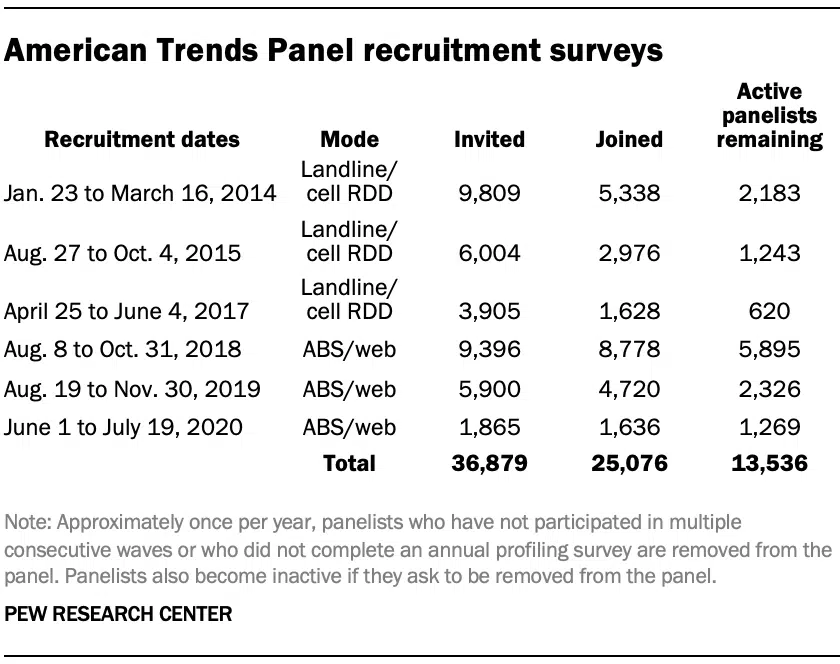 American Trends Panel recruitment surveys
Recruitment dates Mode Invited Joined Active panelists remaining
Jan. 23 to March 16, 2014 Landline/ cell RDD 9,809 5,338 2,183
Aug. 27 to Oct. 4, 2015 Landline/ cell RDD 6,004 2,976 1,243
April 25 to June 4, 2017 Landline/ cell RDD 3,905 1,628 620
Aug. 8 to Oct. 31, 2018 ABS/web 9,396 8,778 5,895
Aug. 19 to Nov. 30, 2019 ABS/web 5,900 4,720 2,326
June 1 to July 19, 2020 ABS/web 1,865 1,636 1,269
Total 36,879 25,076 13,536
Note: Approximately once per year, panelists who have not participated in multiple
consecutive waves or who did not complete an annual profiling survey are removed from the
panel. Panelists also become inactive if they ask to be removed from the panel.
PEW RESEARCH CENTER